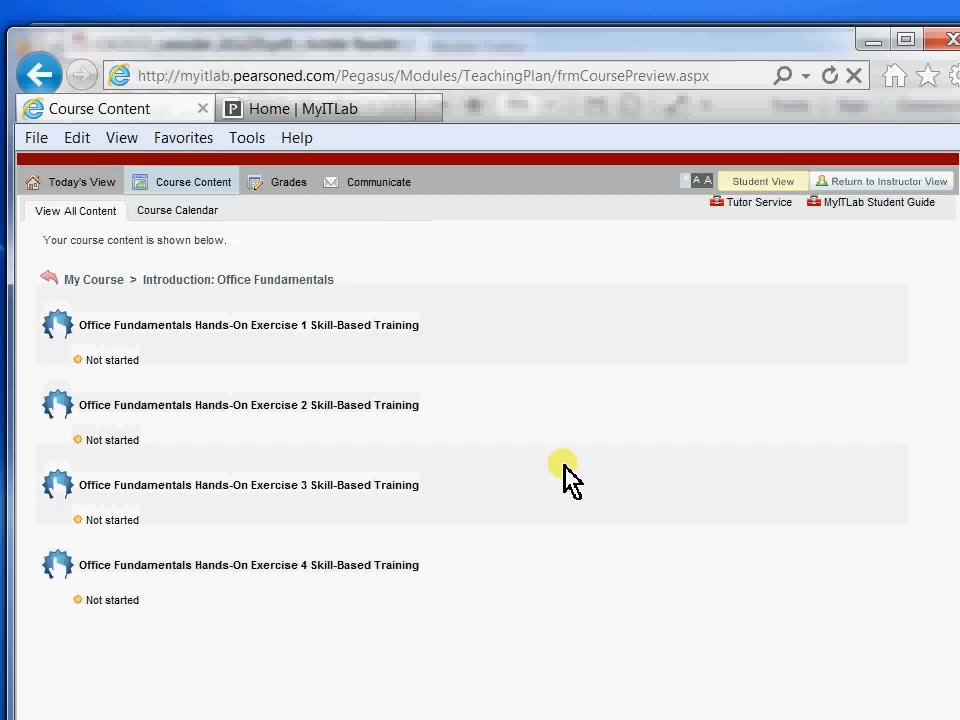 http://myitlab.pearsoned.com/Pegasus/Modules/TeachingPlan/frmCoursePreview.aspx
Course Content
Home | MyITLab
File Edit View Favorites Tools Help
Today's View Course Content Grades Communicate A A A Student View Return to Instructor View
View All Content Course Calendar Tutor Service MyITLab Student Guide
Your course content is shown below.
My Course > Introduction: Office Fundamentals
Office Fundamentals Hands-On Exercise 1 Skill-Based Training
Not started
Office Fundamentals Hands-On Exercise 2 Skill-Based Training
Not started
Office Fundamentals Hands-On Exercise 3 Skill-Based Training
Not started
Office Fundamentals Hands-On Exercise 4 Skill-Based Training
Not started